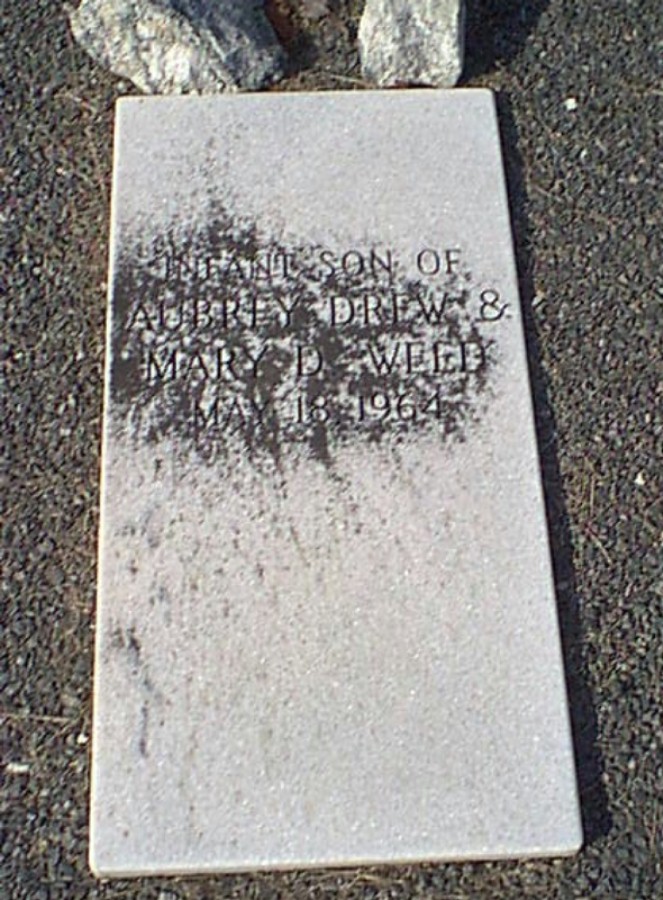 INFANT SON OF
AUBREY DREW &
MARY D. WEED
MAY 18 1964